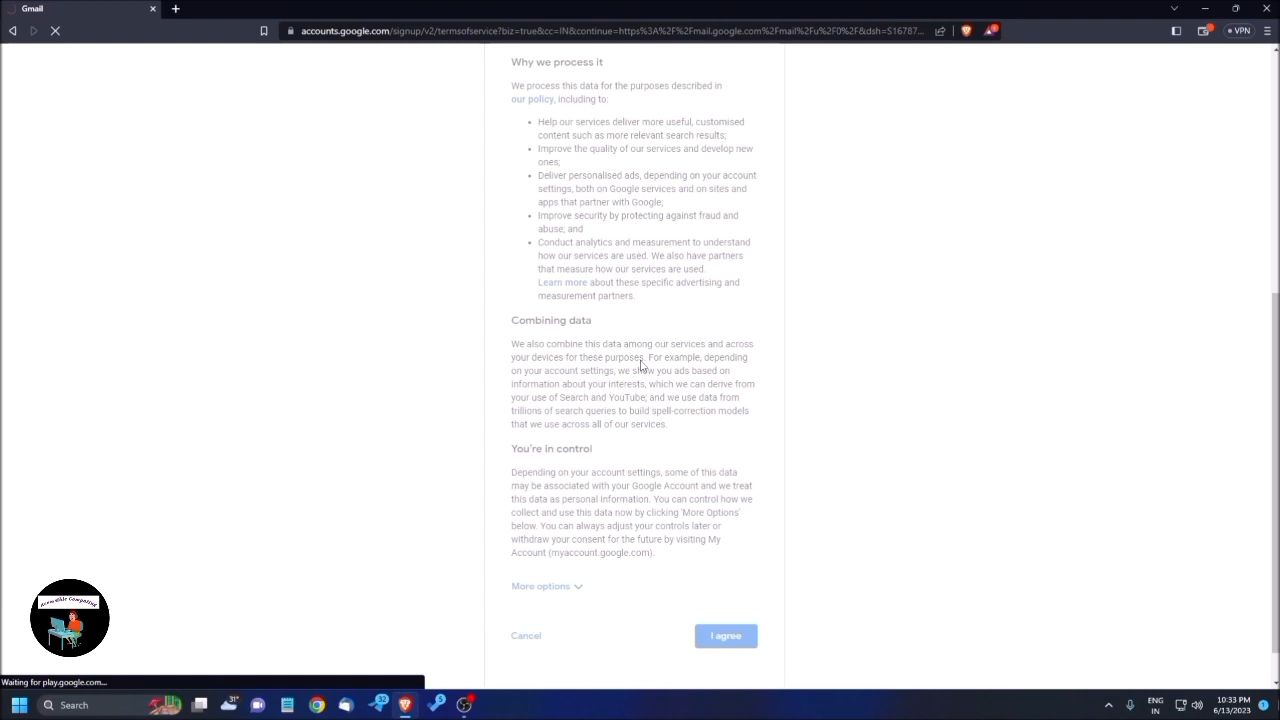 Gmail
accounts.google.com/signup/v2/termsofservice?biz=true&cc=IN&continue=https%3A%2F%2Fmail.google.com%2Fmail%2Fu%2F0%2F&dsh=S16787...
VPN
Why we process it
We process this data for the purposes described in
our policy, including to:
• Help our services deliver more useful, customised
content such as more relevant search results;
• Improve the quality of our services and develop new
ones;
• Deliver personalised ads, depending on your account
settings, both on Google services and on sites and
apps that partner with Google;
• Improve security by protecting against fraud and
abuse; and
• Conduct analytics and measurement to understand
how our services are used. We also have partners
that measure how our services are used.
Learn more about these specific advertising and
measurement partners.
Combining data
We also combine this data among our services and across
your devices for these purposes. For example, depending
on your account settings, we show you ads based on
information about your interests, which we can derive from
your use of Search and YouTube; and we use data from
trillions of search queries to build spell-correction models
that we use across all of our services.
You're in control
Depending on your account settings, some of this data
may be associated with your Google Account and we treat
this data as personal information. You can control how we
collect and use this data now by clicking 'More Options'
below. You can always adjust your controls later or
withdraw your consent for the future by visiting My
Account (myaccount.google.com).
More options
Cancel
I agree
Accessible Computing
Waiting for play.google.com...
Search
31°
32
5
ENG
IN
10:33 PM
6/13/2023
1